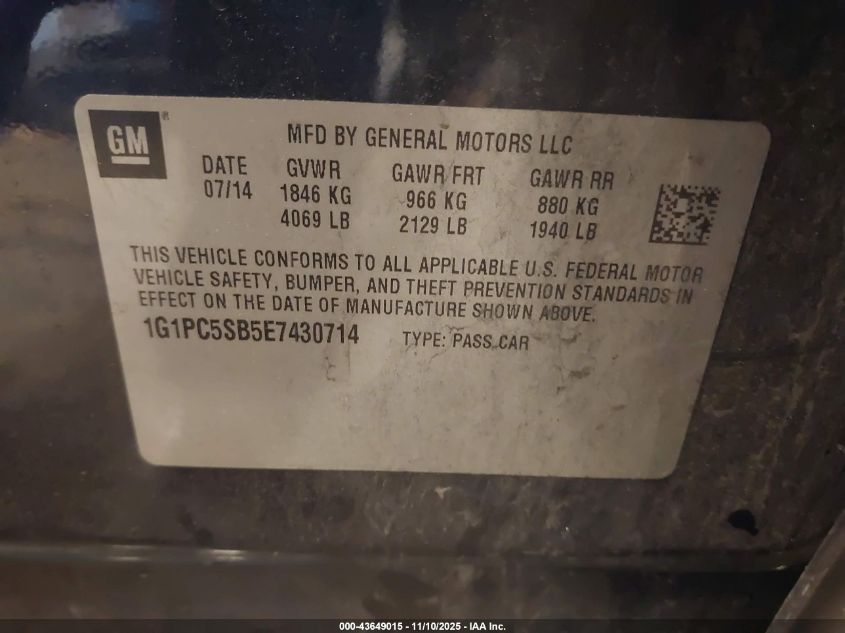 GM ®
MFD BY GENERAL MOTORS LLC
DATE GVWR GAWR FRT GAWR RR
07/14 1846 KG 966 KG 880 KG
4069 LB 2129 LB 1940 LB
THIS VEHICLE CONFORMS TO ALL APPLICABLE U.S. FEDERAL MOTOR
VEHICLE SAFETY, BUMPER, AND THEFT PREVENTION STANDARDS IN
EFFECT ON THE DATE OF MANUFACTURE SHOWN ABOVE.
1G1PC5SB5E7430714 TYPE: PASS CAR
000-43649015 - 11/10/2025 - IAA Inc.